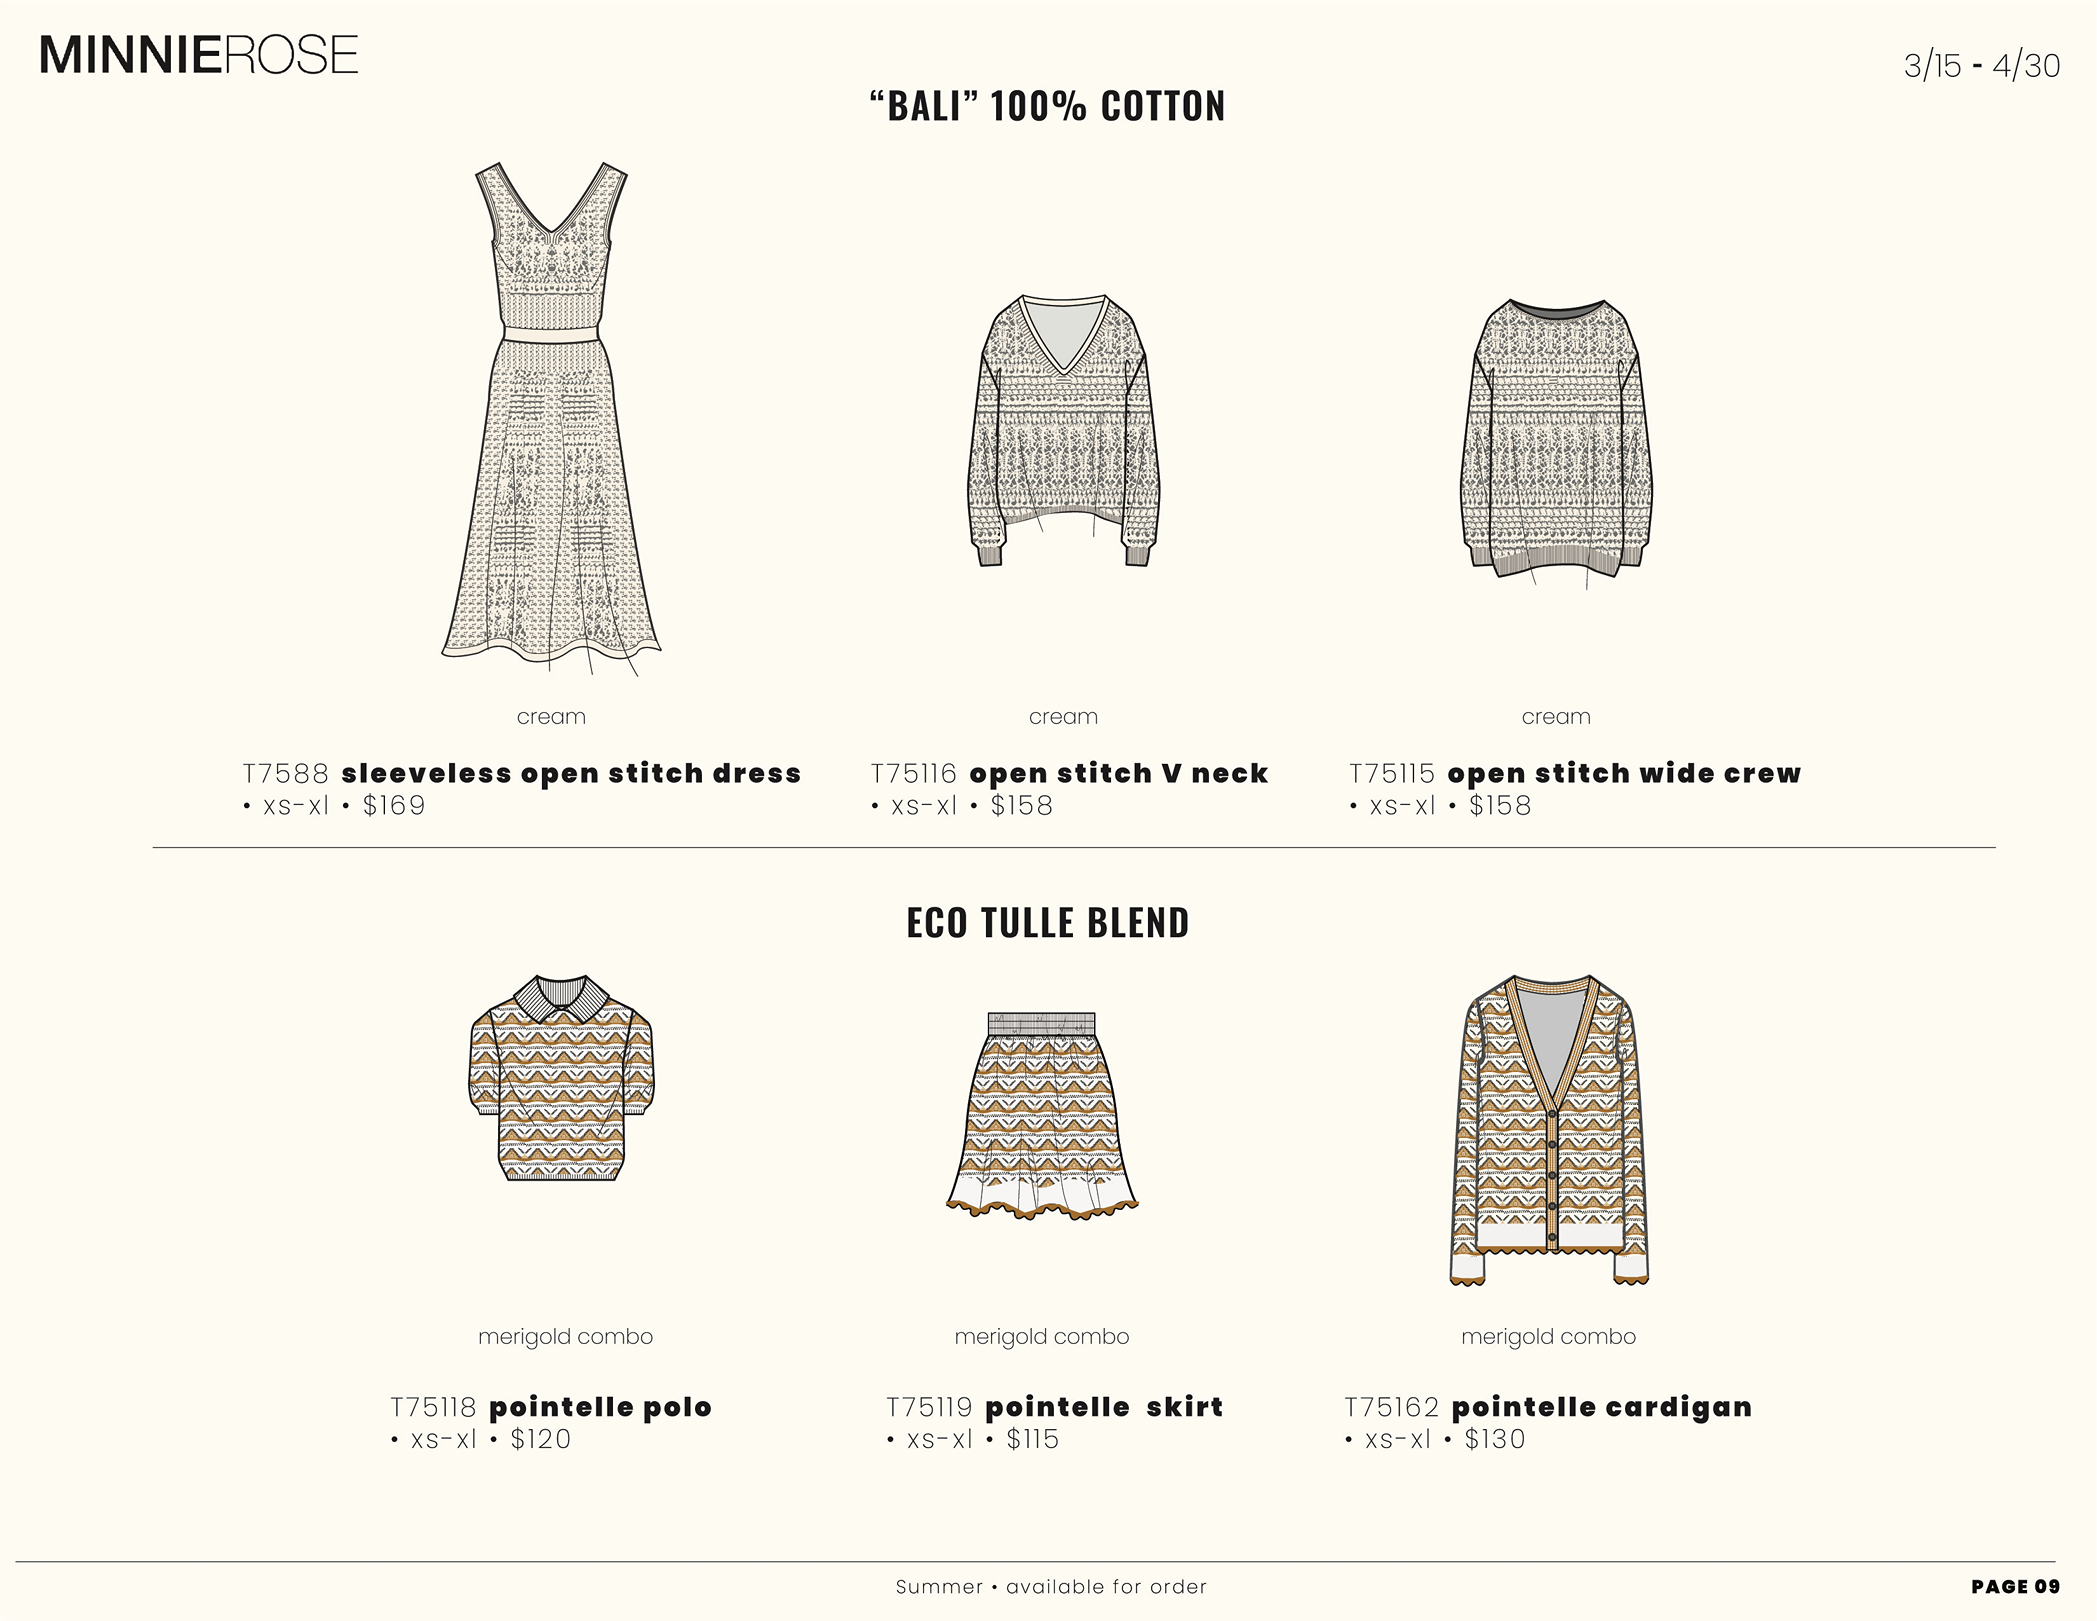 MINNIEROSE
3/15 - 4/30
“BALI” 100% COTTON
cream
cream
cream
T7588 sleeveless open stitch dress
• xs-xl • $169
T75116 open stitch V neck
• xs-xl • $158
T75115 open stitch wide crew
• xs-xl • $158
ECO TULLE BLEND
merigold combo
merigold combo
merigold combo
T75118 pointelle polo
• xs-xl • $120
T75119 pointelle skirt
• xs-xl • $115
T75162 pointelle cardigan
• xs-xl • $130
Summer • available for order
PAGE 09